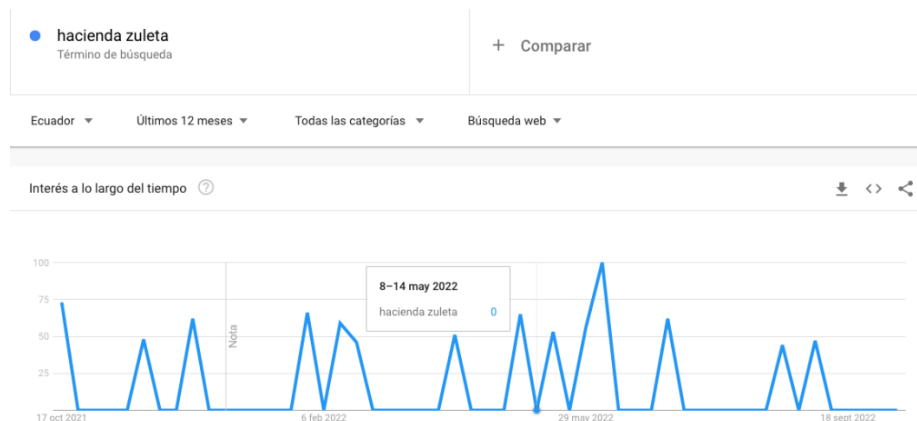 hacienda zuleta
Término de búsqueda
+ Comparar
Ecuador
Últimos 12 meses
Todas las categorías
Búsqueda web
Interés a lo largo del tiempo
100
75
50
25
Nota
8–14 may 2022
hacienda zuleta 0
17 oct 2021
6 feb 2022
29 may 2022
18 sept 2022